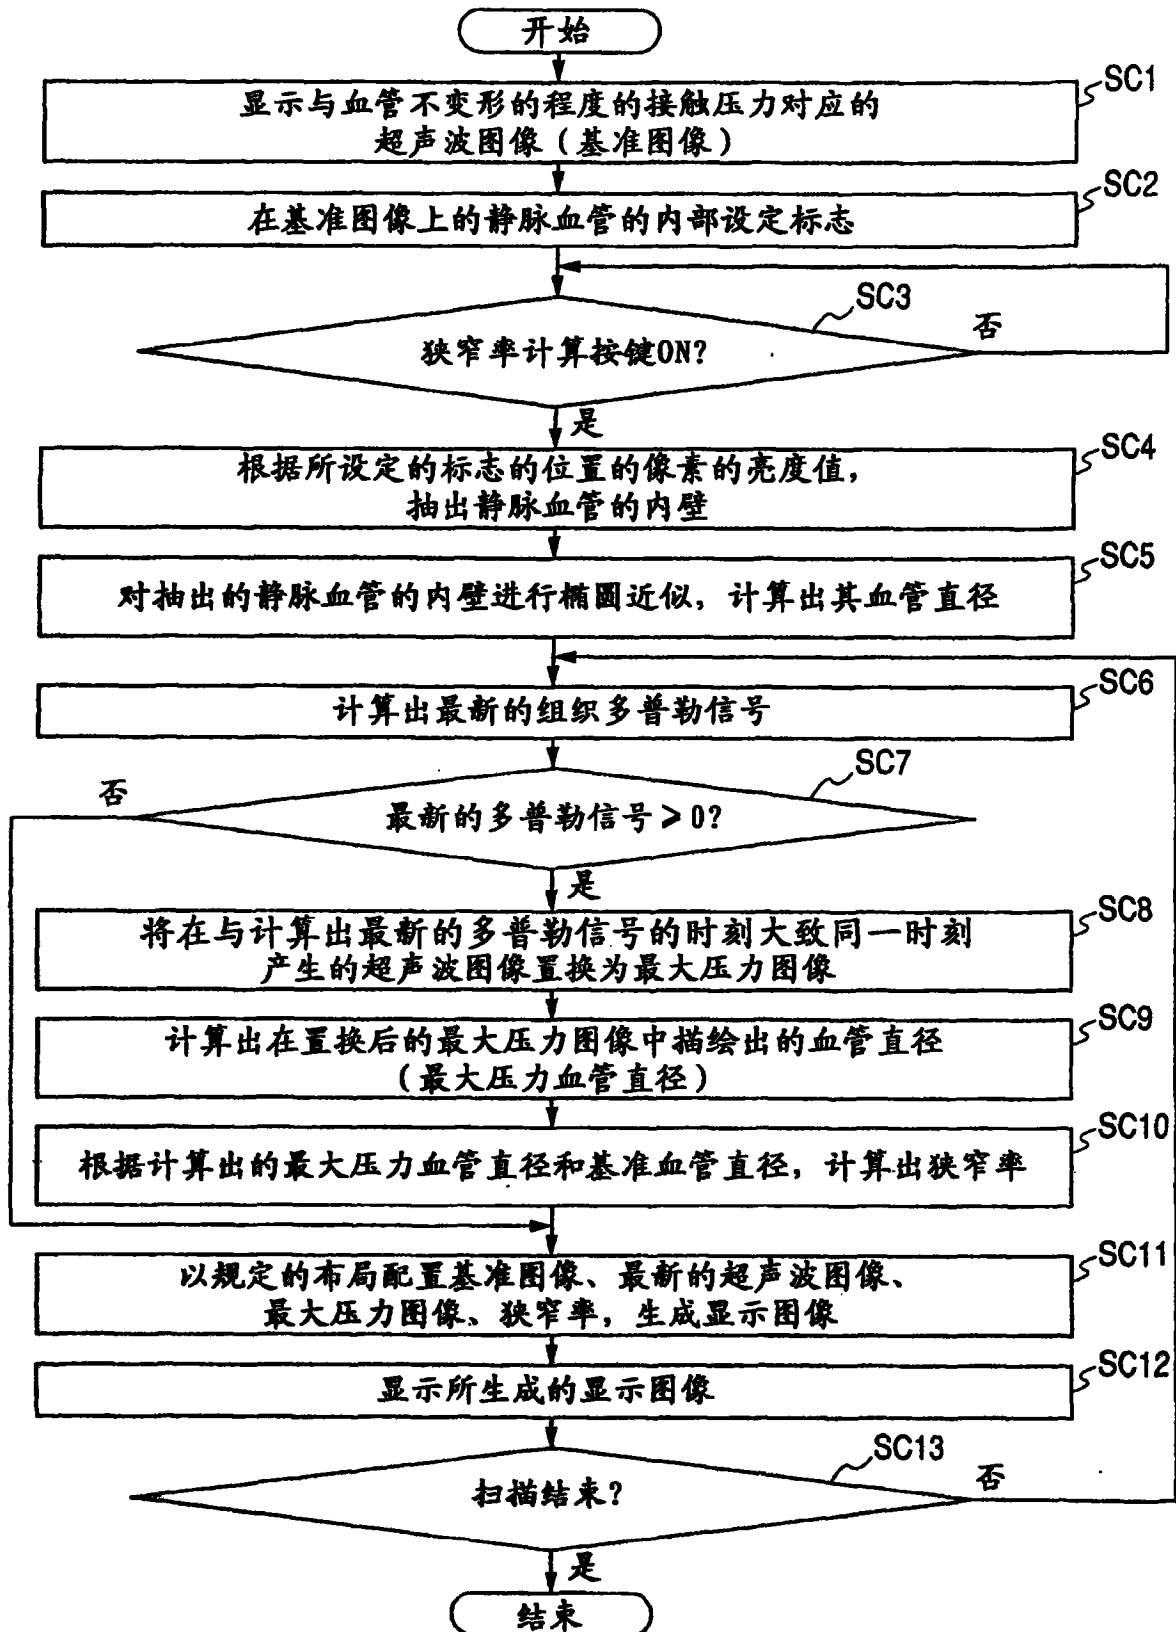 开始
SC1
显示与血管不变形的程度的接触压力对应的
超声波图像（基准图像）
SC2
在基准图像上的静脉血管的内部设定标志
SC3
狭窄率计算按键ON?
否
是
SC4
根据所设定的标志的位置的像素的亮度值，
抽出静脉血管的内壁
SC5
对抽出的静脉血管的内壁进行椭圆近似，计算出其血管直径
SC6
计算出最新的组织多普勒信号
SC7
否
最新的多普勒信号≥0?
是
SC8
将在与计算出最新的多普勒信号的时刻大致同一时刻
产生的超声波图像置换为最大压力图像
SC9
计算出在置换后的最大压力图像中描绘出的血管直径
（最大压力血管直径）
SC10
根据计算出的最大压力血管直径和基准血管直径，计算出狭窄率
SC11
以规定的布局配置基准图像、最新的超声波图像、
最大压力图像、狭窄率，生成显示图像
SC12
显示所生成的显示图像
SC13
扫描结束?
否
是
结束